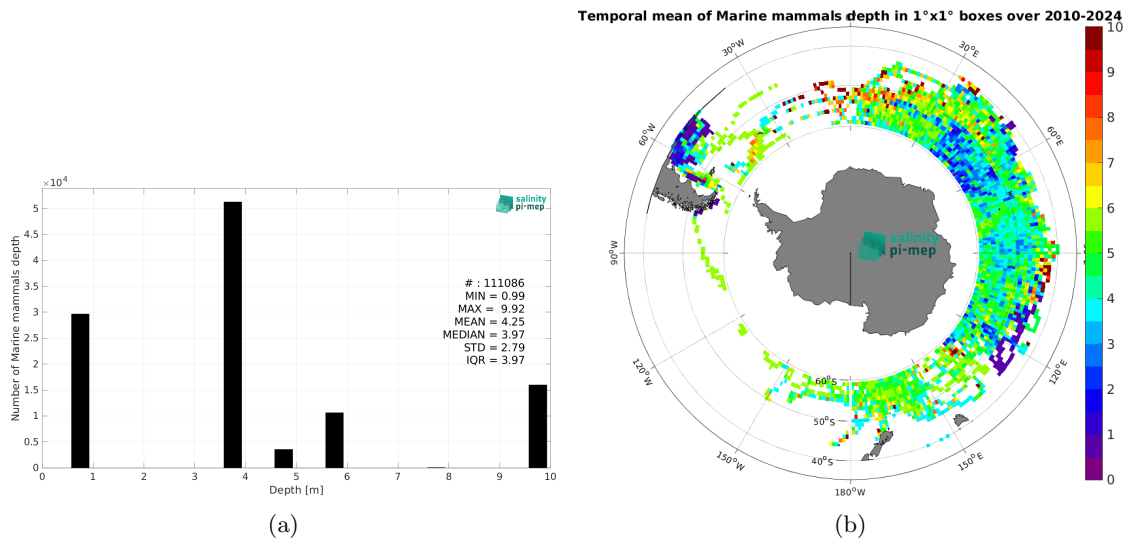 ×10⁴
5
4.5
4
3.5
3
2.5
2
1.5
1
0.5
0
0 1 2 3 4 5 6 7 8 9 10
Number of Marine mammals depth
Depth [m]
salinity
pi-mep
# : 111086
MIN = 0.99
MAX = 9.92
MEAN = 4.25
MEDIAN = 3.97
STD = 2.79
IQR = 3.97
(a)
Temporal mean of Marine mammals depth in 1°x1° boxes over 2010-2024
30°W
30°E
60°W
60°E
90°W
120°W
120°E
150°W
150°E
180°W
60°S
50°S
40°S
salinity
pi-mep
10
9
8
7
6
5
4
3
2
1
0
(b)